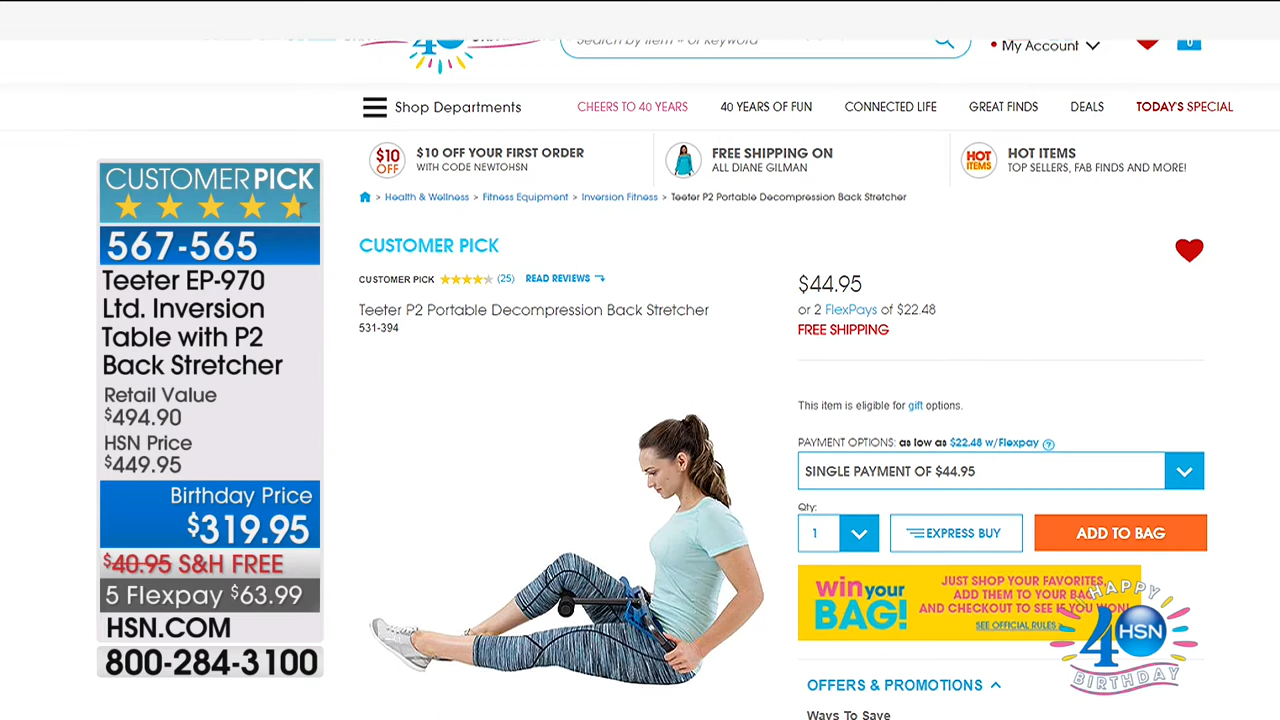 Search by item # or keyword
My Account
0
40
Shop Departments
CHEERS TO 40 YEARS
40 YEARS OF FUN
CONNECTED LIFE
GREAT FINDS
DEALS
TODAY'S SPECIAL
$10 OFF
$10 OFF YOUR FIRST ORDER
WITH CODE NEWTOHSN
FREE SHIPPING ON
ALL DIANE GILMAN
HOT ITEMS
HOT ITEMS
TOP SELLERS, FAB FINDS AND MORE!
> Health & Wellness > Fitness Equipment > Inversion Fitness > Teeter P2 Portable Decompression Back Stretcher
CUSTOMER PICK
567-565
Teeter EP-970
Ltd. Inversion
Table with P2
Back Stretcher
Retail Value
$494.90
HSN Price
$449.95
Birthday Price
$319.95
$40.95 S&H FREE
5 Flexpay $63.99
HSN.COM
800-284-3100
CUSTOMER PICK
CUSTOMER PICK (25) READ REVIEWS
Teeter P2 Portable Decompression Back Stretcher
531-394
$44.95
or 2 FlexPays of $22.48
FREE SHIPPING
This item is eligible for gift options.
PAYMENT OPTIONS: as low as $22.48 w/Flexpay ?
SINGLE PAYMENT OF $44.95
Qty:
1
EXPRESS BUY
ADD TO BAG
win your
BAG!
JUST SHOP YOUR FAVORITES,
ADD THEM TO YOUR BAG
AND CHECKOUT TO SEE IF YOU WON!
SEE OFFICIAL RULES >
HAPPY
40 HSN
BIRTHDAY
OFFERS & PROMOTIONS
Ways To Save